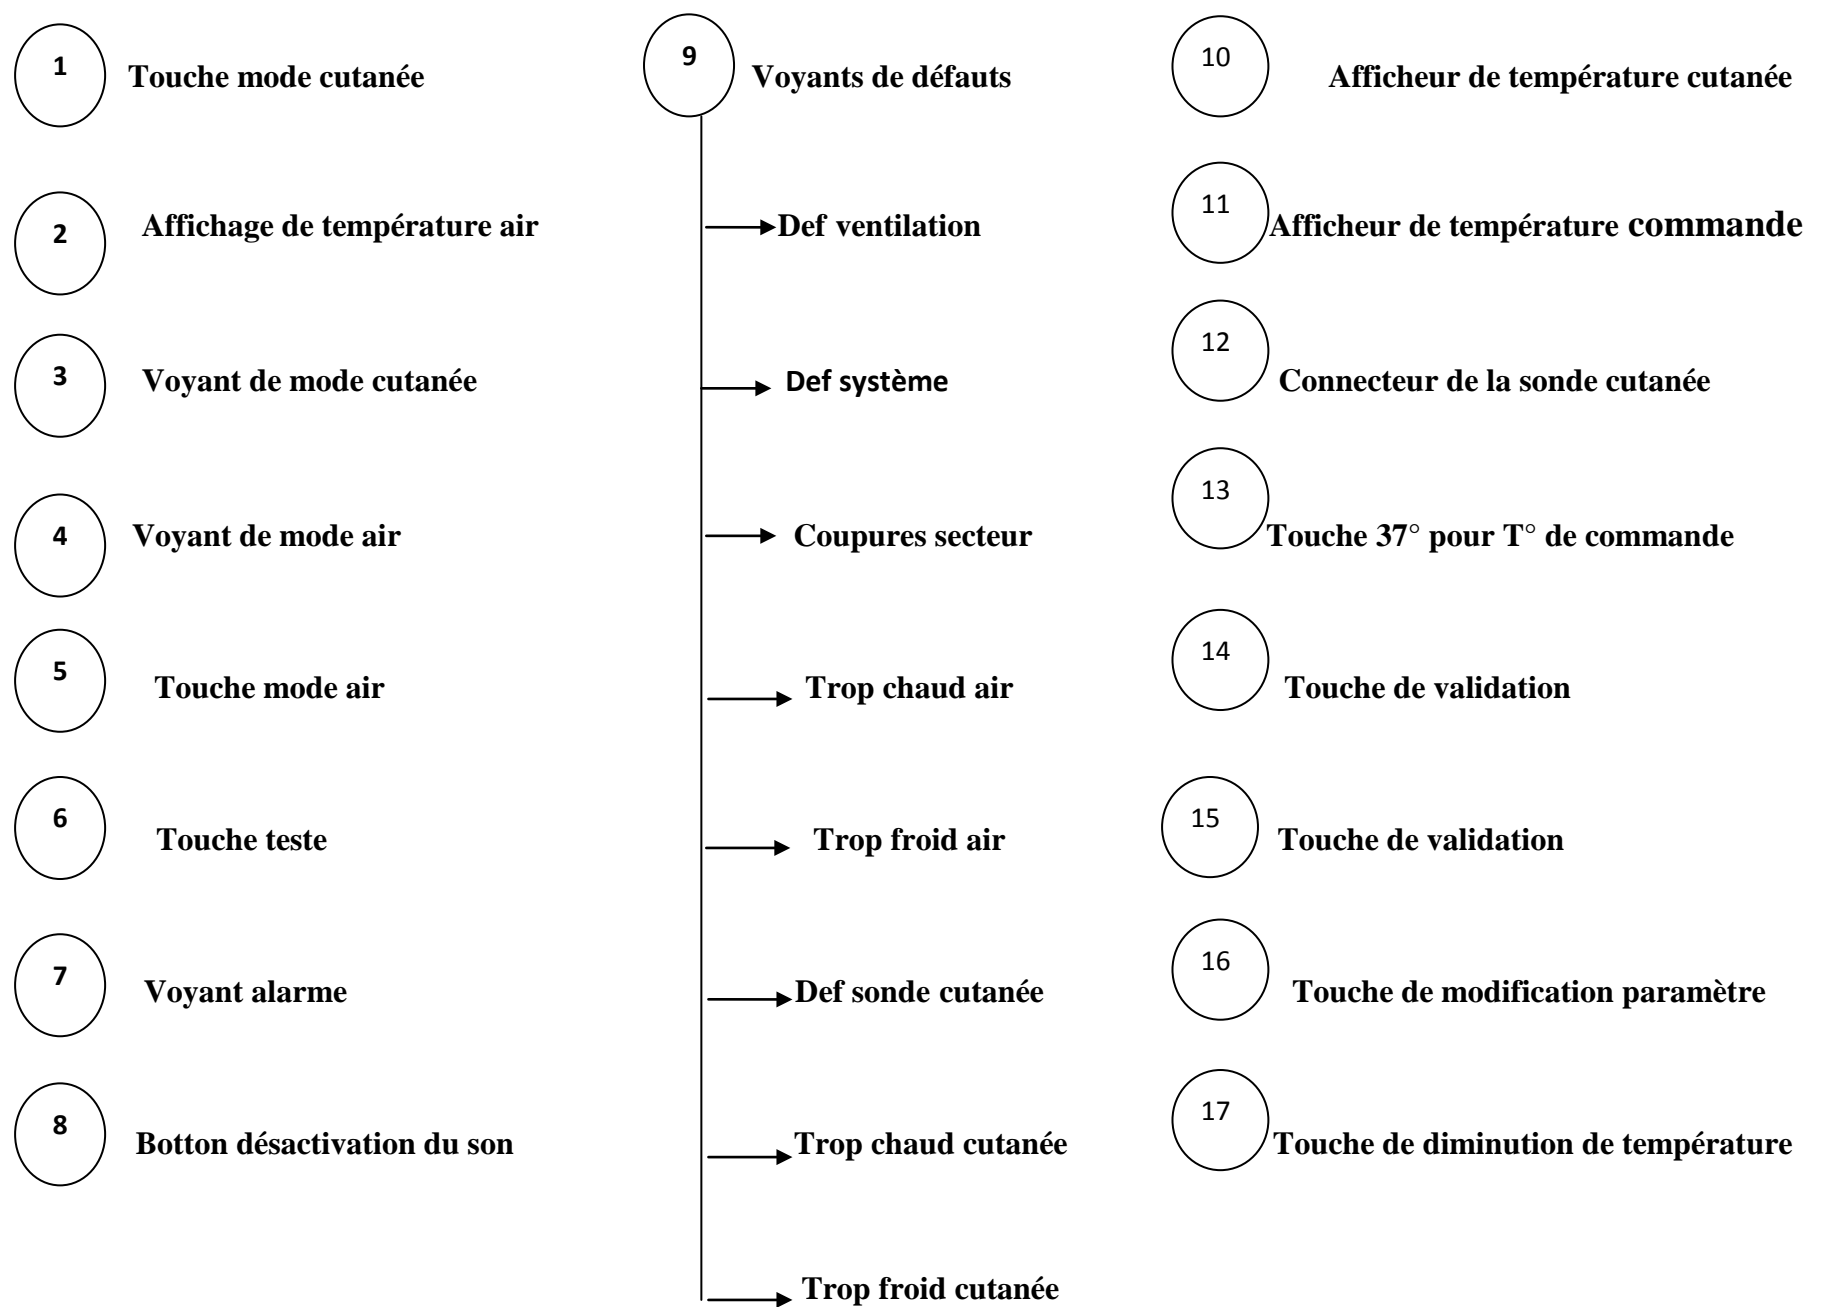 1 Touche mode cutanée
2 Affichage de température air
3 Voyant de mode cutanée
4 Voyant de mode air
5 Touche mode air
6 Touche teste
7 Voyant alarme
8 Botton désactivation du son
9 Voyants de défauts
Def ventilation
Def système
Coupures secteur
Trop chaud air
Trop froid air
Def sonde cutanée
Trop chaud cutanée
Trop froid cutanée
10 Afficheur de température cutanée
11 Afficheur de température commande
12 Connecteur de la sonde cutanée
13 Touche 37° pour T° de commande
14 Touche de validation
15 Touche de validation
16 Touche de modification paramètre
17 Touche de diminution de température